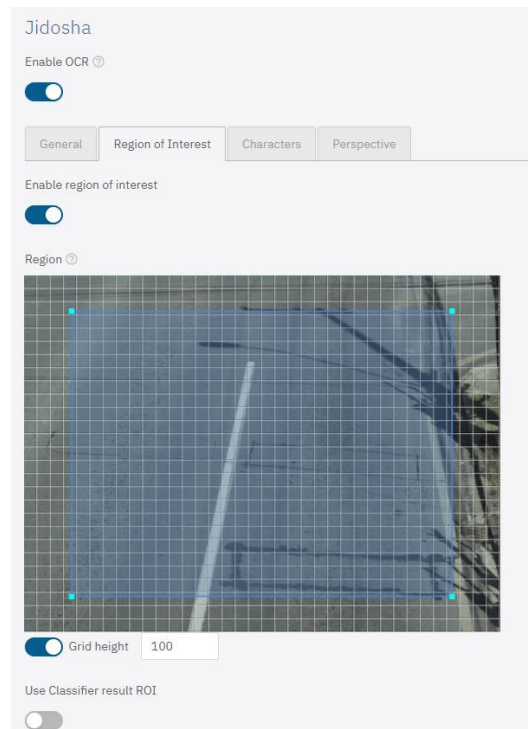 Jidosha
Enable OCR ?
General Region of Interest Characters Perspective
Enable region of interest
Region ?
Grid height 100
Use Classifier result ROI